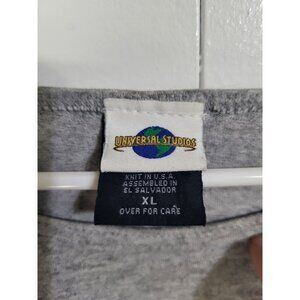 UNIVERSAL STUDIOS
KNIT IN U.S.A.
ASSEMBLED IN
EL SALVADOR
XL
OVER FOR CARE